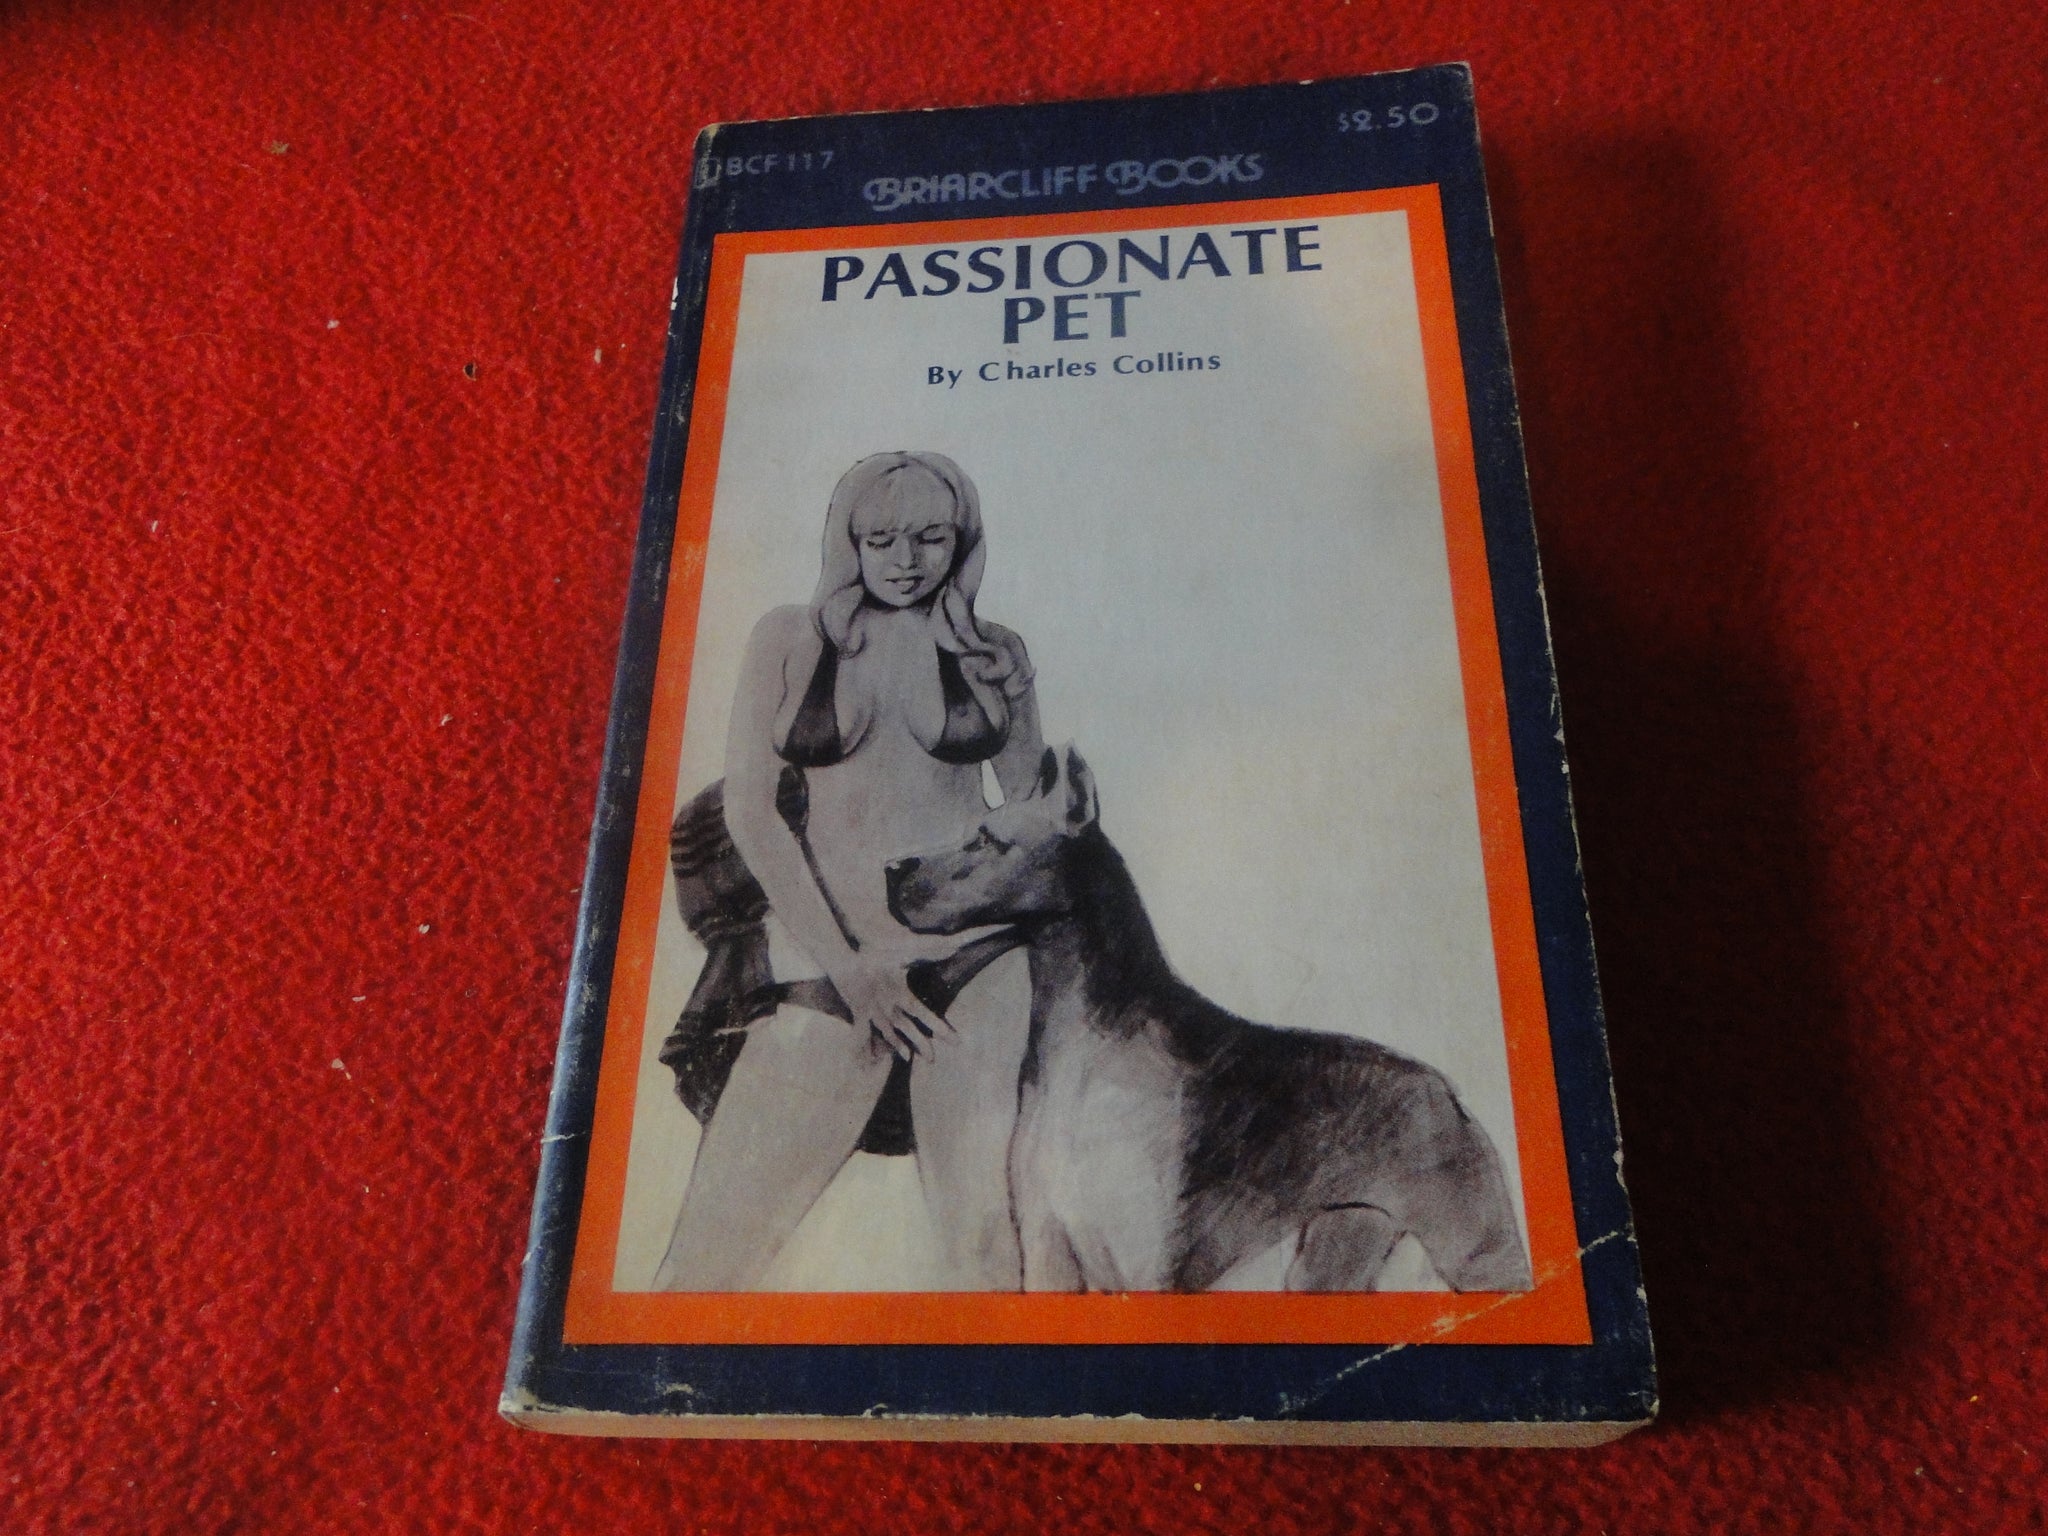 $2.50
BCF117
BRIARCLIFF BOOKS
PASSIONATE
PET
By Charles Collins